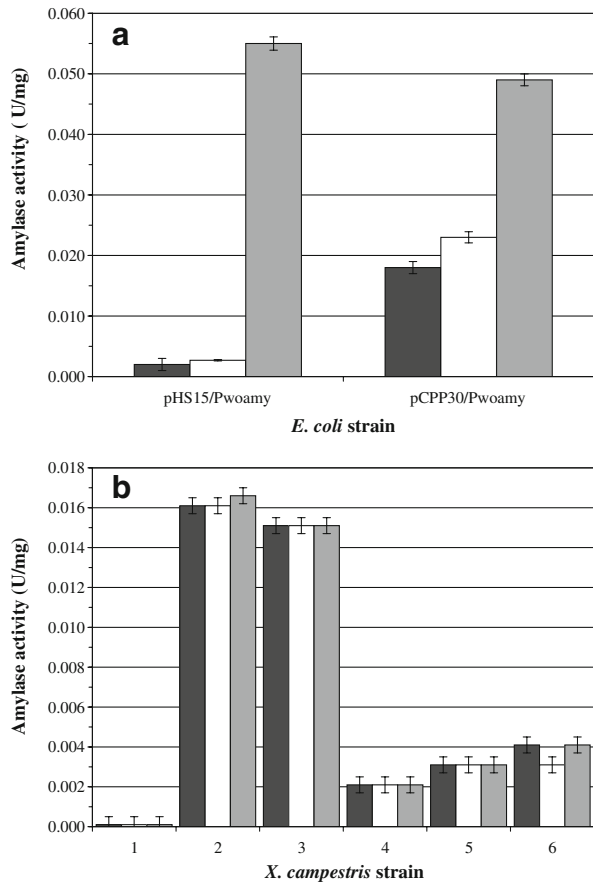 a
Amylase activity ( U/mg)
0.060
0.050
0.040
0.030
0.020
0.010
0.000
pHS15/Pwoamy pCPP30/Pwoamy
E. coli strain
b
Amylase activity (U/mg)
0.018
0.016
0.014
0.012
0.010
0.008
0.006
0.004
0.002
0.000
1 2 3 4 5 6
X. campestris strain